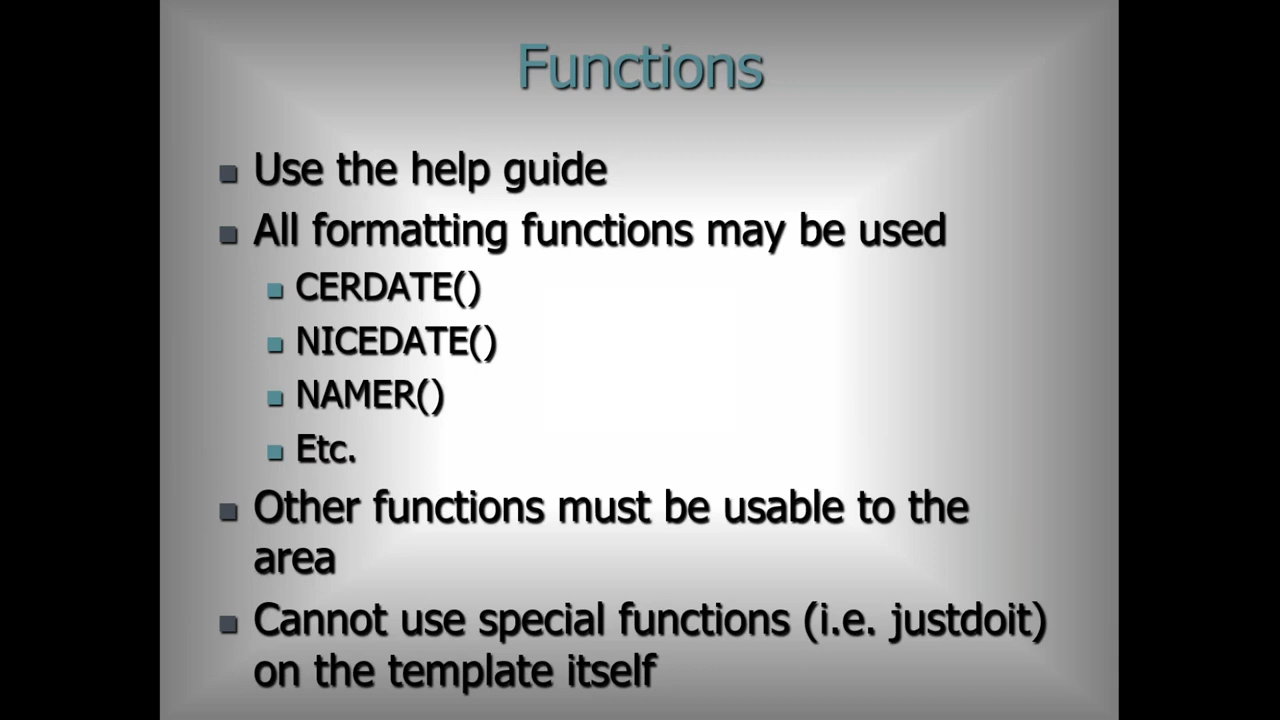 Functions
Use the help guide
All formatting functions may be used
CERDATE()
NICEDATE()
NAMER()
Etc.
Other functions must be usable to the
area
Cannot use special functions (i.e. justdoit)
on the template itself